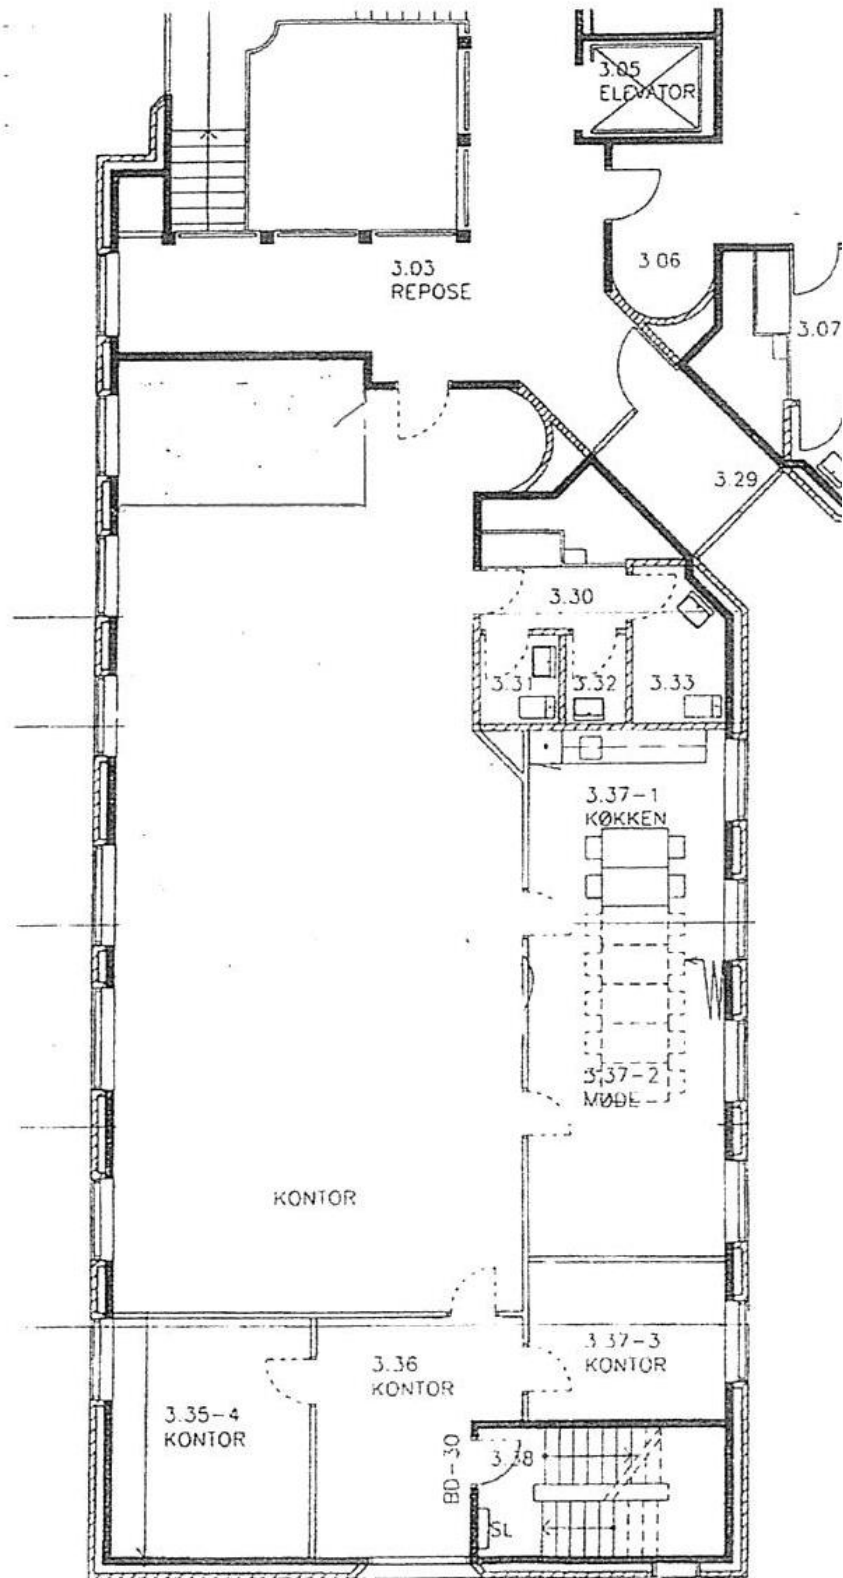 3.05
ELEVATOR
3.06
3.03
REPOSE
3.07
3.29
3.30
3.31
3.32
3.33
3.37-1
KØKKEN
3.37-2
MØDE
KONTOR
3.37-3
KONTOR
3.36
KONTOR
3.35-4
KONTOR
BD-30
3.38
SL